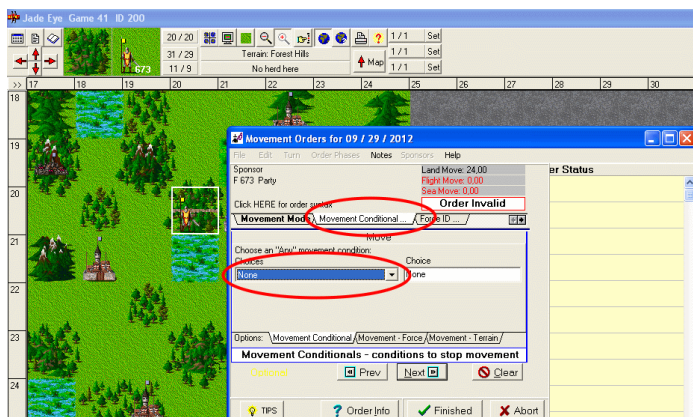 Jade Eye Game 41 ID 200
20 / 20
1 / 1 Set
31 / 29 Terrain: Forest Hills
1 / 1 Set
673 11 / 9 No herd here Map 1 / 1 Set
>> 17 18 19 20 21 22 23 24 25 26 27 28 29 30
18
19
20
21
22
23
24
Movement Orders for 09 / 29 / 2012
File Edit Turn Order Phases Notes Sponsors Help
Sponsor Land Move: 24,00
F 673 Party Flight Move: 0,00
Sea Move: 0,00
Click HERE for order syntax Order Invalid
Movement Mode Movement Conditional ... Force ID ...
er Status
Move
Choose an "Any" movement condition:
Choices Choice
None None
Options: Movement Conditional Movement - Force Movement - Terrain
Movement Conditionals - conditions to stop movement
Optional Prev Next Clear
TIPS Order Info Finished Abort